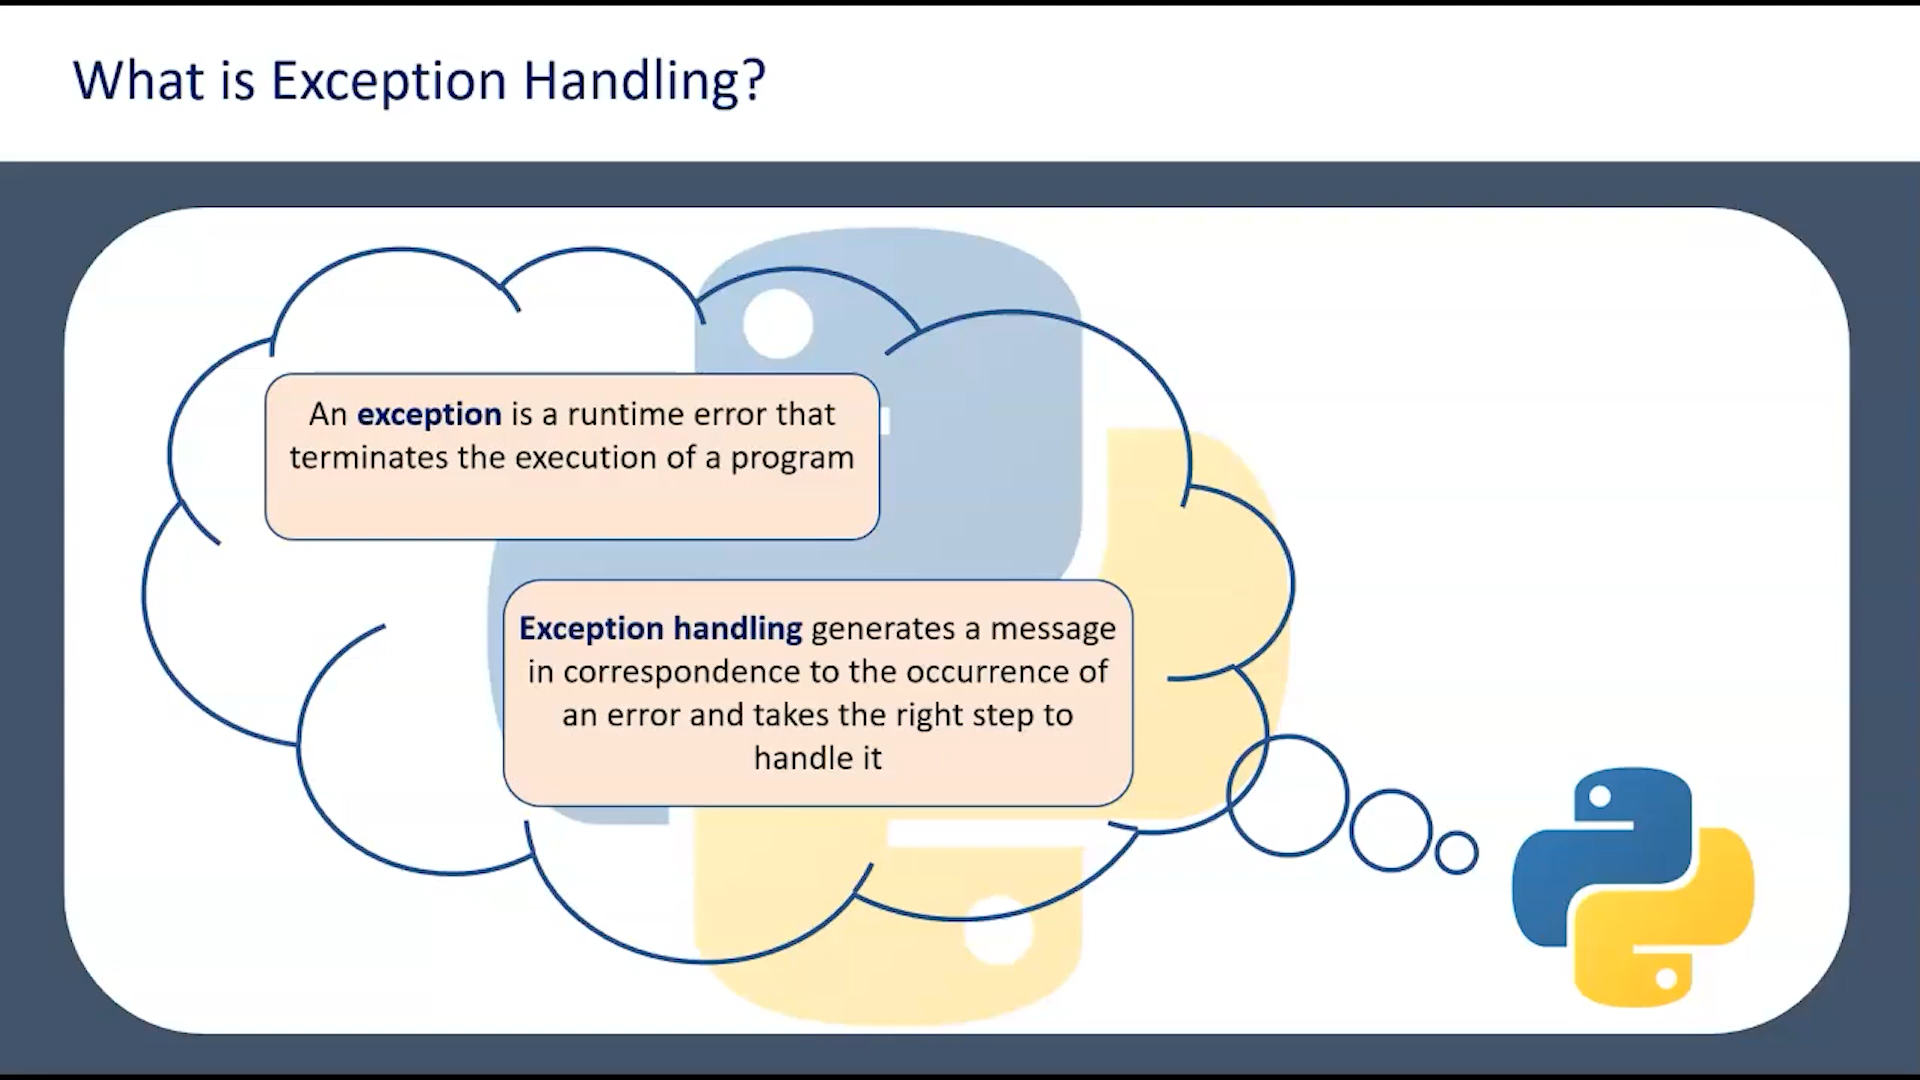 What is Exception Handling?
An exception is a runtime error that
terminates the execution of a program
Exception handling generates a message
in correspondence to the occurrence of
an error and takes the right step to
handle it